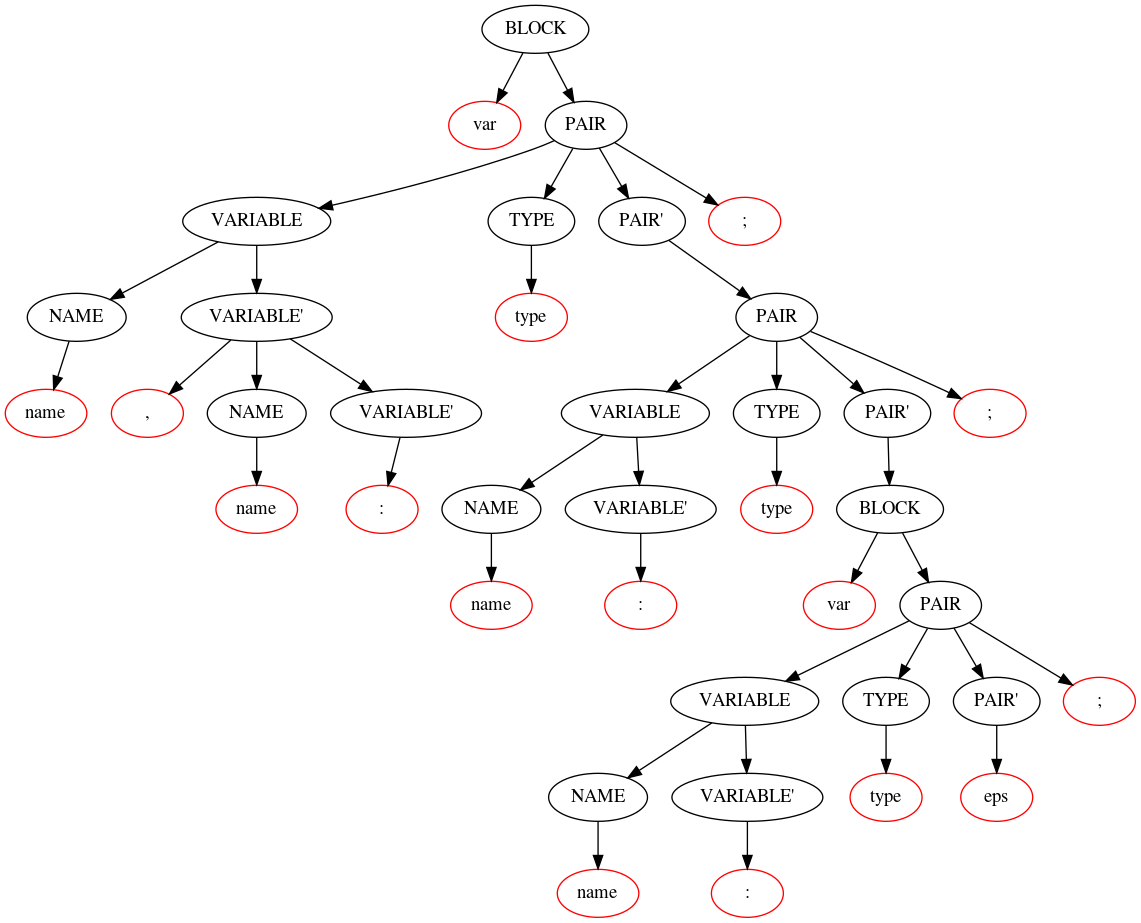 BLOCK
var PAIR
VARIABLE TYPE PAIR' ;
NAME VARIABLE' type PAIR
name , NAME VARIABLE' VARIABLE TYPE PAIR' ;
name : NAME VARIABLE' type BLOCK
name : var PAIR
VARIABLE TYPE PAIR' ;
NAME VARIABLE' type eps
name :